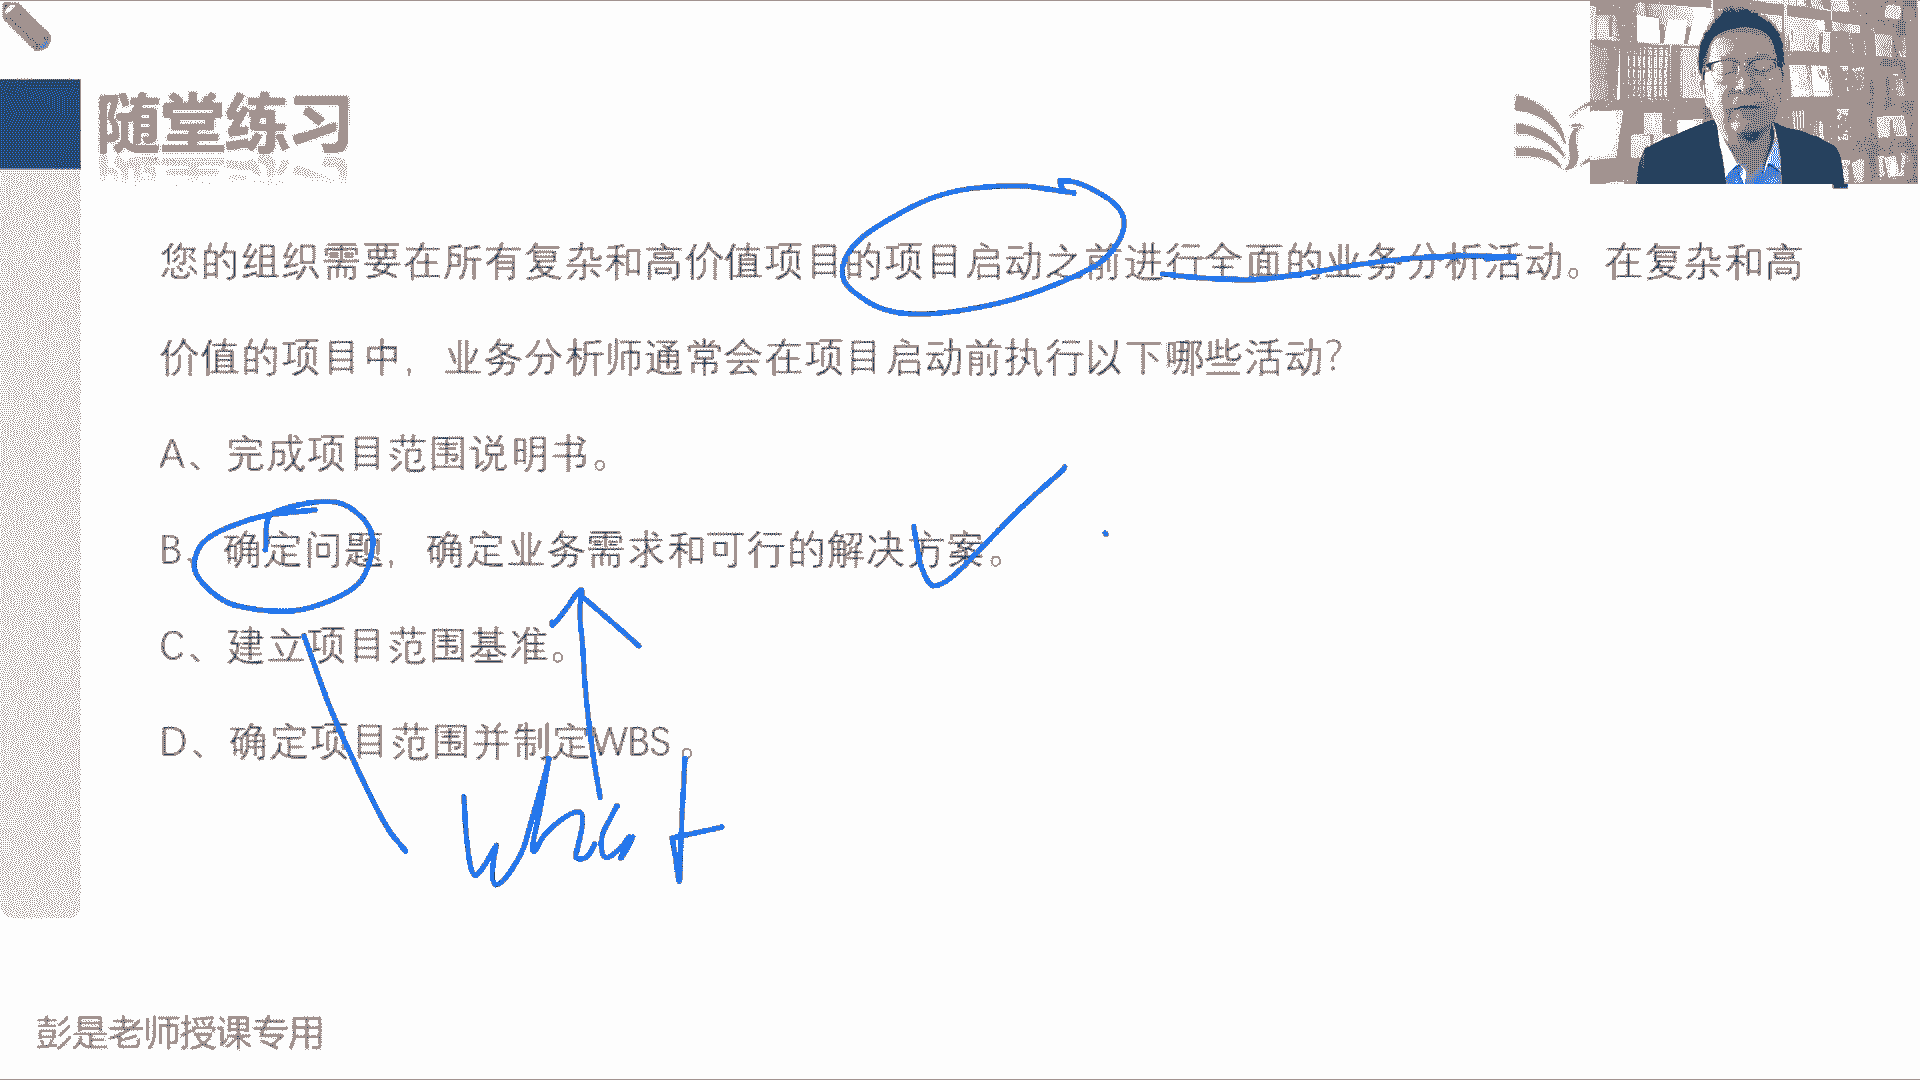 随堂练习
您的组织需要在所有复杂和高价值项目的项目启动之前进行全面的业务分析活动。在复杂和高
价值的项目中，业务分析师通常会在项目启动前执行以下哪些活动？
A、完成项目范围说明书。
B、确定问题，确定业务需求和可行的解决方案。
C、建立项目范围基准。
D、确定项目范围并制定WBS。
what
彭是老师授课专用